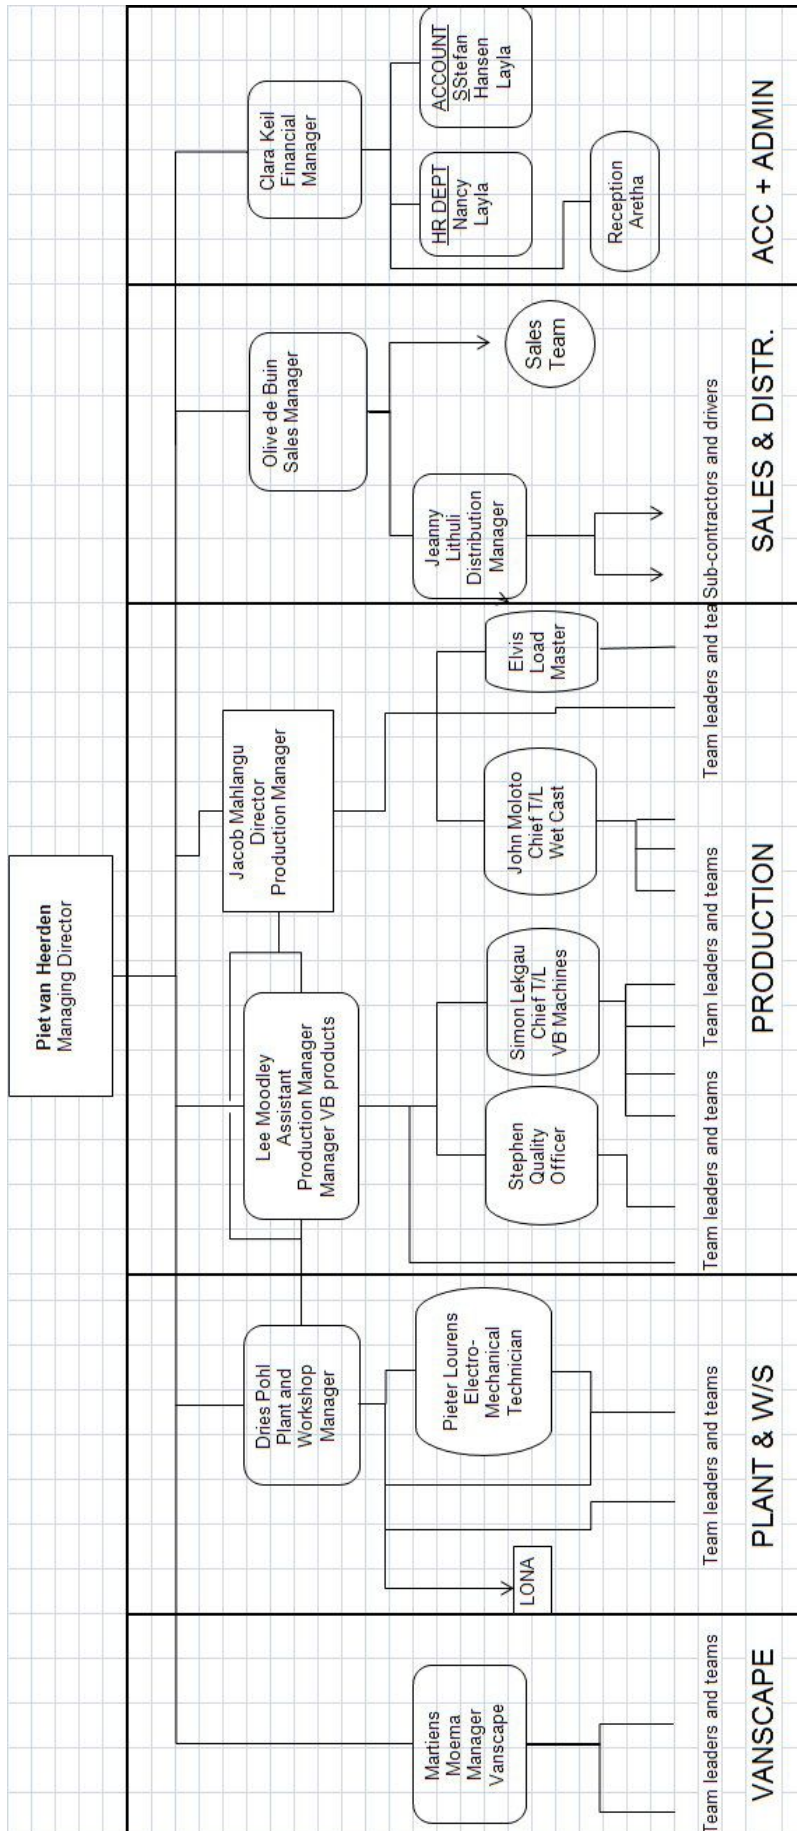 Piet van Heerden
Managing Director
Martiens
Moema
Manager
Vanscape
Team leaders and teams
VANSCAPE
Dries Pohl
Plant and
Workshop
Manager
LONA
Pieter Lourens
Electro-
Mechanical
Technician
Team leaders and teams
PLANT & W/S
Lee Moodley
Assistant
Production Manager
Manager VB products
Jacob Mahlangu
Director
Production Manager
Stephen
Quality
Officer
Simon Lekgau
Chief T/L
VB Machines
John Moloto
Chief T/L
Wet Cast
Elvis
Load
Master
Team leaders and teams
Team leaders and teams
Team leaders and tea
PRODUCTION
Olive de Buin
Sales Manager
Jeanny
Lithuli
Distribution
Manager
Sales
Team
Sub-contractors and drivers
SALES & DISTR.
Clara Keil
Financial
Manager
HR DEPT
Nancy
Layla
ACCOUNT
SStefan
Hansen
Layla
Reception
Aretha
ACC + ADMIN